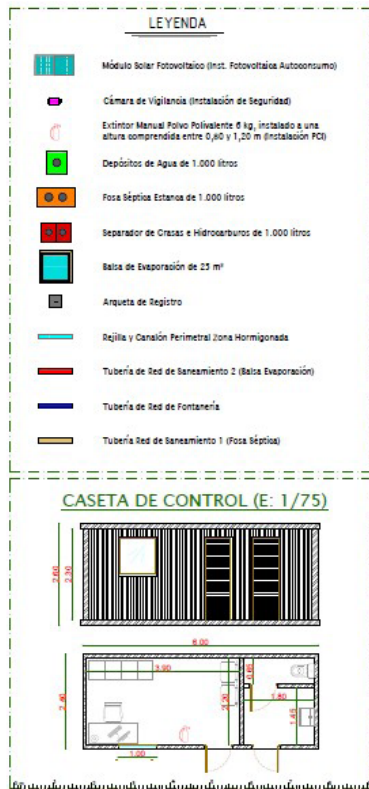 LEYENDA
Módulo Solar Fotovoltaico (Inst. Fotovoltaica Autoconsumo)
Cámara de Vigilancia (Instalación de Seguridad)
Extintor Manual Polvo Polivalente 6 kg, instalado a una
altura comprendida entre 0,80 y 1,20 m (Instalación PCI)
Depósitos de Agua de 1.000 litros
Fosa Séptica Estanca de 1.000 litros
Separador de Grasas e Hidrocarburos de 1.000 litros
Balsa de Evaporación de 25 m²
Arqueta de Registro
Rejilla y Canalón Perimetral Zona Hormigonada
Tubería de Red de Saneamiento 2 (Balsa Evaporación)
Tubería de Red de Fontanería
Tubería Red de Saneamiento 1 (Fosa Séptica)
CASETA DE CONTROL (E: 1/75)
2.60
2.30
6.00
3.90
0.65
1.80
2.40
2.20
1.45
1.00